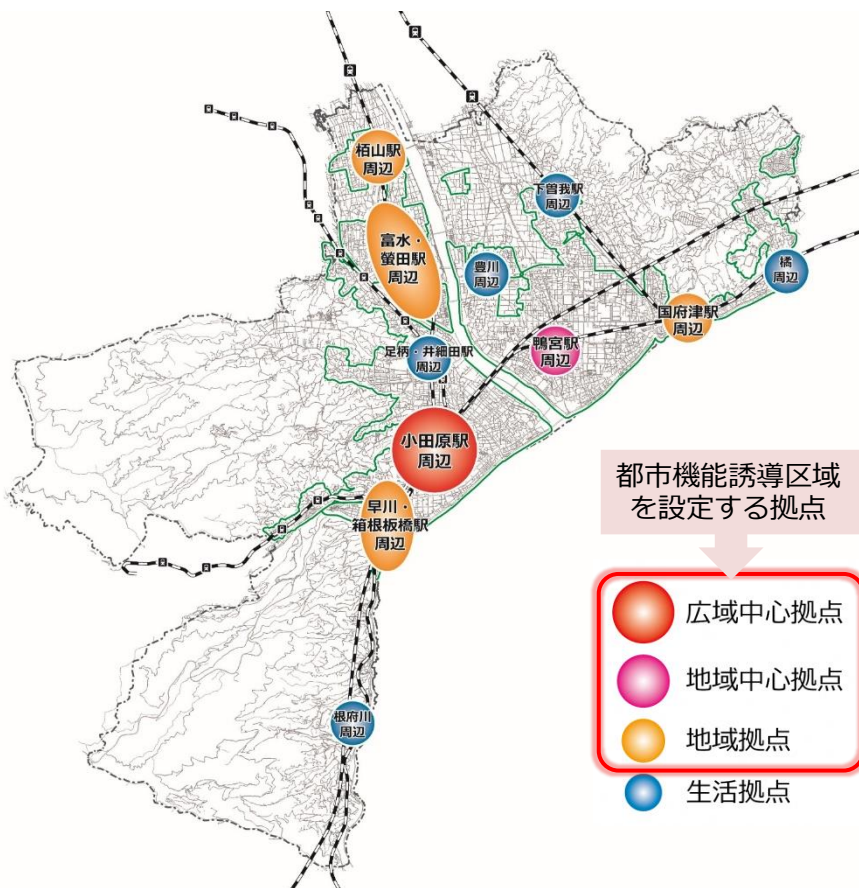 栢山駅
周辺
富水・
螢田駅
周辺
下曽我駅
周辺
豊川
周辺
橘
周辺
国府津駅
周辺
鴨宮駅
周辺
足柄・井細田駅
周辺
小田原駅
周辺
早川・
箱根板橋駅
周辺
根府川
周辺
都市機能誘導区域
を設定する拠点
広域中心拠点
地域中心拠点
地域拠点
生活拠点